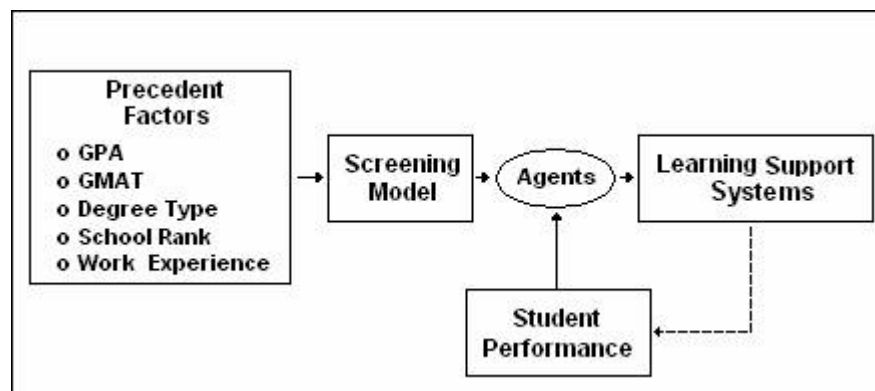 Precedent
Factors
o GPA
o GMAT
o Degree Type
o School Rank
o Work Experience
Screening
Model
Agents
Learning Support
Systems
Student
Performance